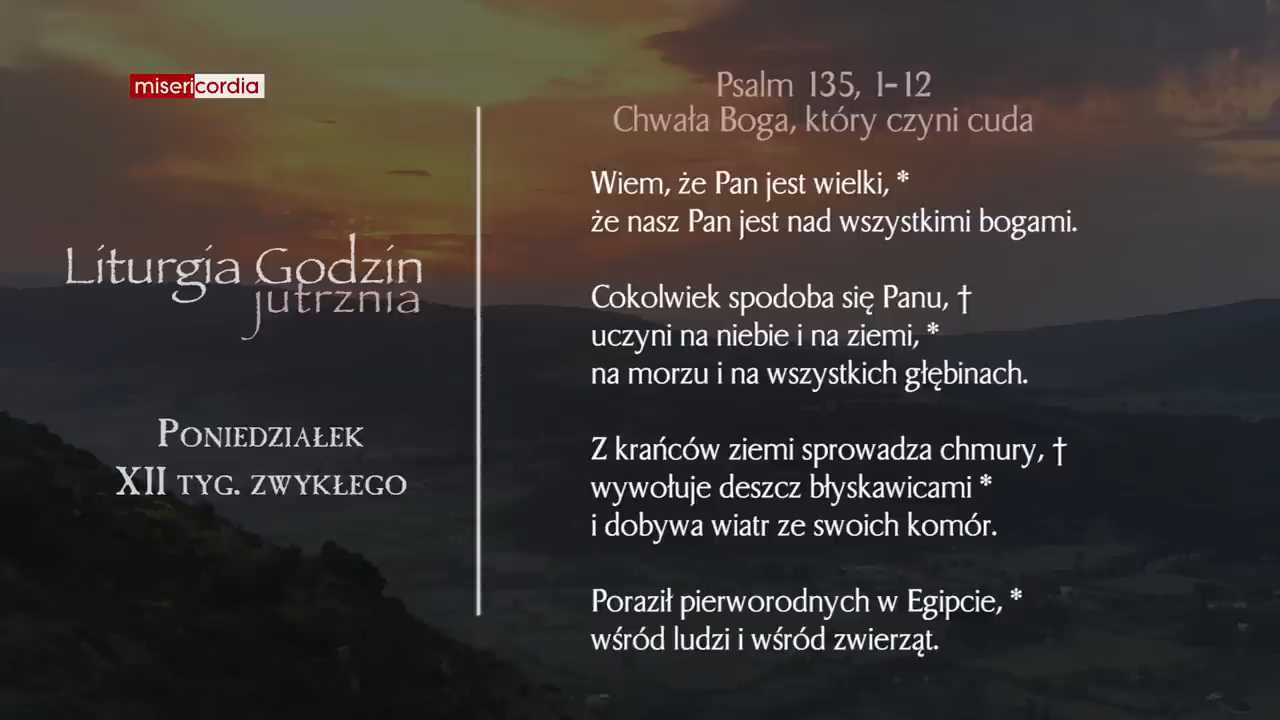 misericordia
Liturgia Godzin
jutrznia
Poniedziałek
XII tyg. zwykłego
Psalm 135, 1-12
Chwała Boga, który czyni cuda
Wiem, że Pan jest wielki, *
że nasz Pan jest nad wszystkimi bogami.
Cokolwiek spodoba się Panu, †
uczyni na niebie i na ziemi, *
na morzu i na wszystkich głębinach.
Z krańców ziemi sprowadza chmury, †
wywołuje deszcz błyskawicami *
i dobywa wiatr ze swoich komór.
Poraził pierworodnych w Egipcie, *
wśród ludzi i wśród zwierząt.